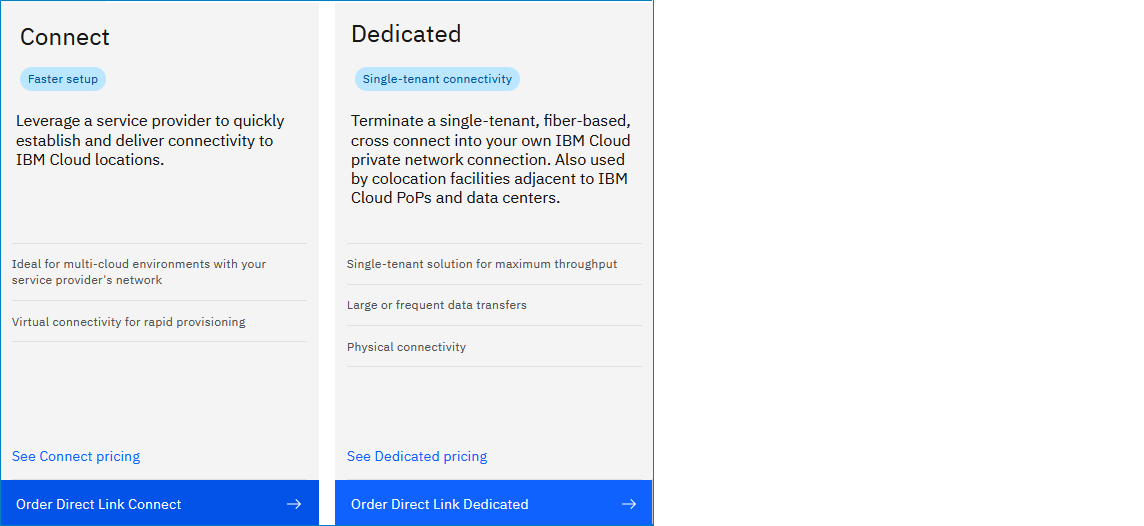 Connect
Faster setup
Leverage a service provider to quickly
establish and deliver connectivity to
IBM Cloud locations.
Ideal for multi-cloud environments with your
service provider's network
Virtual connectivity for rapid provisioning
See Connect pricing
Order Direct Link Connect
Dedicated
Single-tenant connectivity
Terminate a single-tenant, fiber-based,
cross connect into your own IBM Cloud
private network connection. Also used
by colocation facilities adjacent to IBM
Cloud PoPs and data centers.
Single-tenant solution for maximum throughput
Large or frequent data transfers
Physical connectivity
See Dedicated pricing
Order Direct Link Dedicated